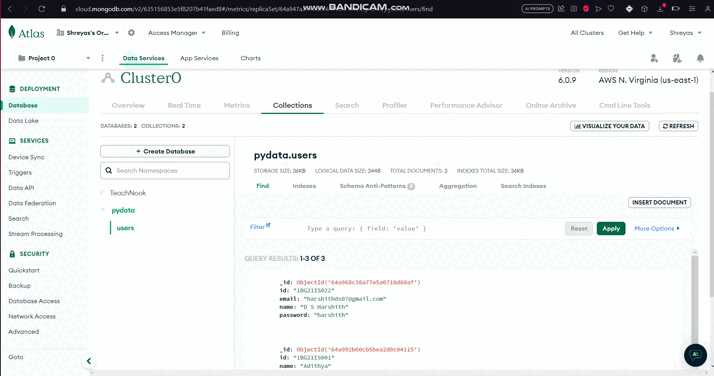 cloud.mongodb.com/v2/635156853e5f8207b41faed8#/metrics/replicaSet/64a947a
/users/find
WWW.BANDICAM.COM
AI PROMPTS
Atlas
Shreyas's Or...
Access Manager
Billing
All Clusters
Get Help
Shreyas
Project 0
Data Services
App Services
Charts
DEPLOYMENT
Database
Data Lake
SERVICES
Device Sync
Triggers
Data API
Data Federation
Search
Stream Processing
SECURITY
Quickstart
Backup
Database Access
Network Access
Advanced
Goto
Cluster0
VERSION
6.0.9
REGION
AWS N. Virginia (us-east-1)
Overview
Real Time
Metrics
Collections
Search
Profiler
Performance Advisor
Online Archive
Cmd Line Tools
DATABASES: 2 COLLECTIONS: 2
VISUALIZE YOUR DATA
REFRESH
+ Create Database
Search Namespaces
TeachNook
pydata
users
pydata.users
STORAGE SIZE: 36KB LOGICAL DATA SIZE: 344B TOTAL DOCUMENTS: 3 INDEXES TOTAL SIZE: 36KB
Find
Indexes
Schema Anti-Patterns 0
Aggregation
Search Indexes
INSERT DOCUMENT
Filter
Type a query: { field: 'value' }
Reset
Apply
More Options
QUERY RESULTS: 1-3 OF 3
_id: ObjectId('64a968c38a77e5a0710d80af')
id: "1BG21IS022"
email: "harshithds07@gmail.com"
name: "D S Harshith"
password: "harshith"
_id: ObjectId('64a992b60cb5bea2d8c04115')
id: "1BG21IS001"
name: "Adithya"